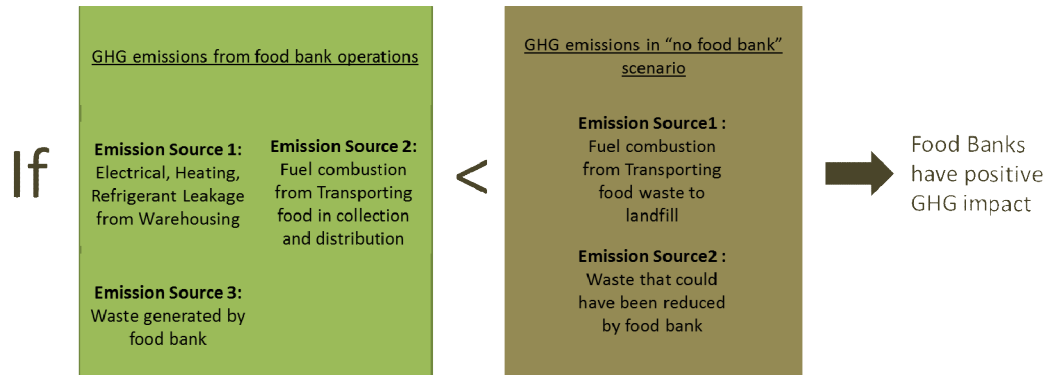 If
GHG emissions from food bank operations
Emission Source 1:
Electrical, Heating,
Refrigerant Leakage
from Warehousing
Emission Source 2:
Fuel combustion
from Transporting
food in collection
and distribution
Emission Source 3:
Waste generated by
food bank
<
GHG emissions in “no food bank”
scenario
Emission Source1 :
Fuel combustion
from Transporting
food waste to
landfill
Emission Source2 :
Waste that could
have been reduced
by food bank
Food Banks
have positive
GHG impact